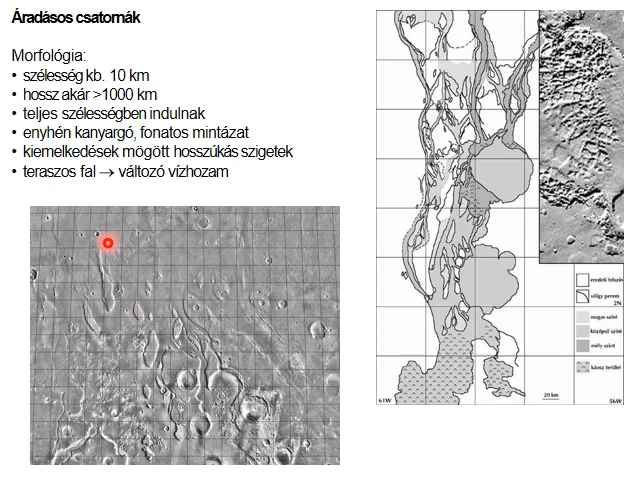 Áradásos csatornák
Morfológia:
• szélesség kb. 10 km
• hossz akár >1000 km
• teljes szélességben indulnak
• enyhén kanyargó, fonatos mintázat
• kiemelkedések mögött hosszúkás szigetek
• teraszos fal → változó vízhozam
eredeti felszín
völgy perem
2N
magas szint
középső szint
mély szint
káosz terület
20 km
61W
56W